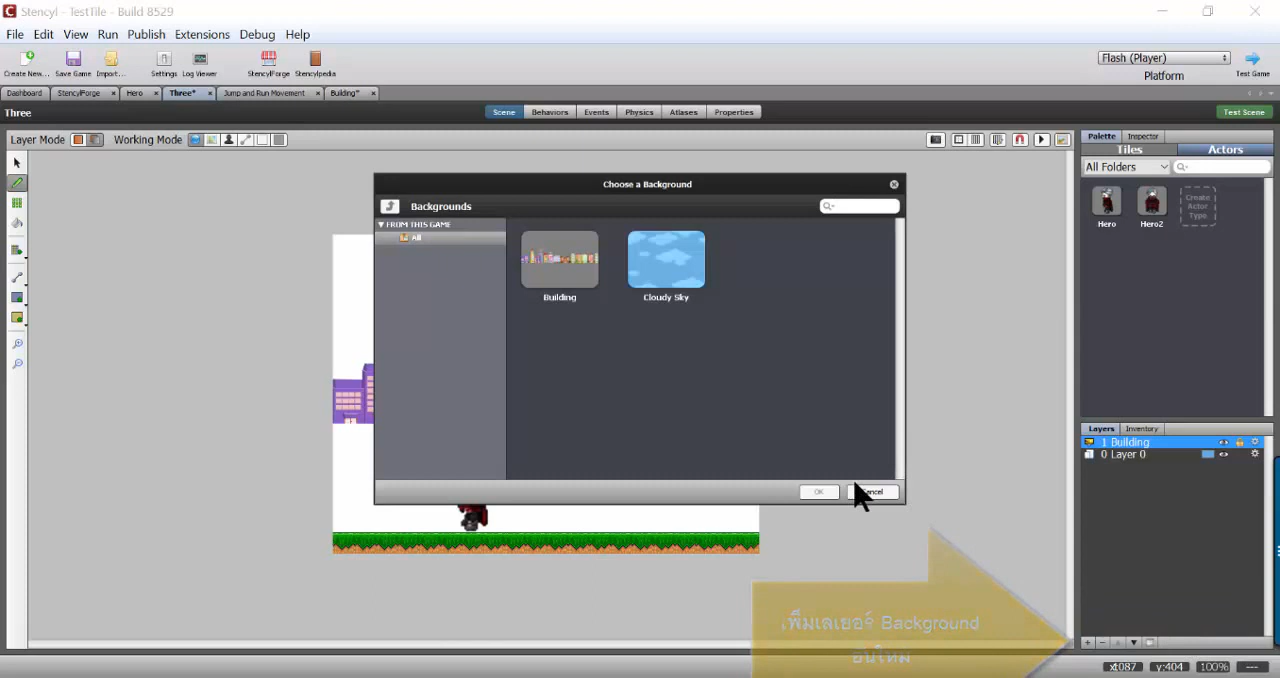 Stencyl - TestTile - Build 8529
File Edit View Run Publish Extensions Debug Help
Create New... Save Game Import... Settings Log Viewer StencylForge Stencylpedia
Flash (Player)
Platform
Test Game
Dashboard StencylForge Hero Three* Jump and Run Movement Building*
Three
Scene Behaviors Events Physics Atlases Properties
Test Scene
Layer Mode Working Mode
Palette Inspector
Tiles Actors
All Folders
Hero Hero2 Create Actor Type
Choose a Background
Backgrounds
FROM THIS GAME
All
Building Cloudy Sky
OK
Layers Inventory
1 Building
0 Layer 0
เพิ่มเลเยอร์ Background
อันใหม่
x:1087 y:404 100% ---